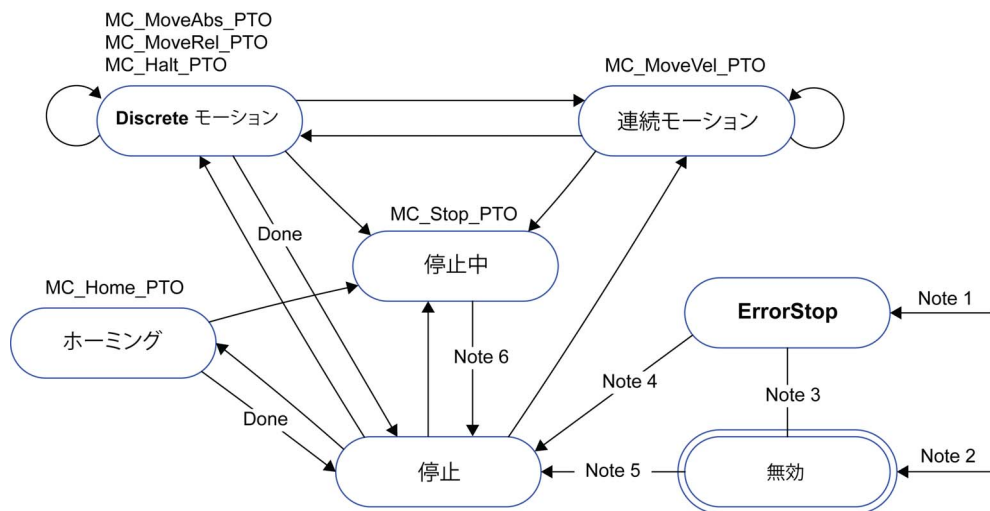 MC_MoveAbs_PTO
MC_MoveRel_PTO
MC_Halt_PTO
MC_MoveVel_PTO
Discrete モーション
連続モーション
MC_Stop_PTO
Done
停止中
MC_Home_PTO
ErrorStop
Note 1
ホーミング
Note 6
Note 4
Note 3
Done
停止
Note 5
無効
Note 2